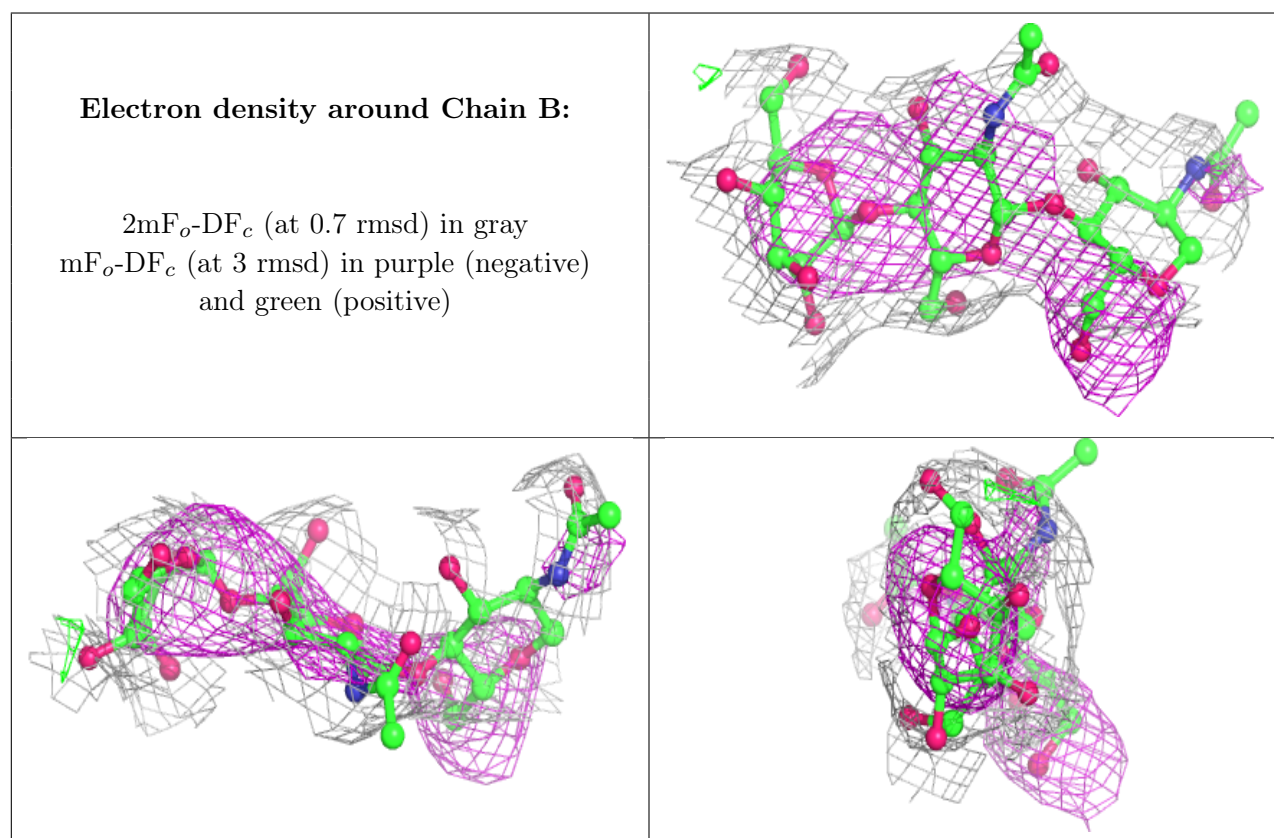 Electron density around Chain B:
2mFₒ-DF𝒸 (at 0.7 rmsd) in gray
mFₒ-DF𝒸 (at 3 rmsd) in purple (negative)
and green (positive)